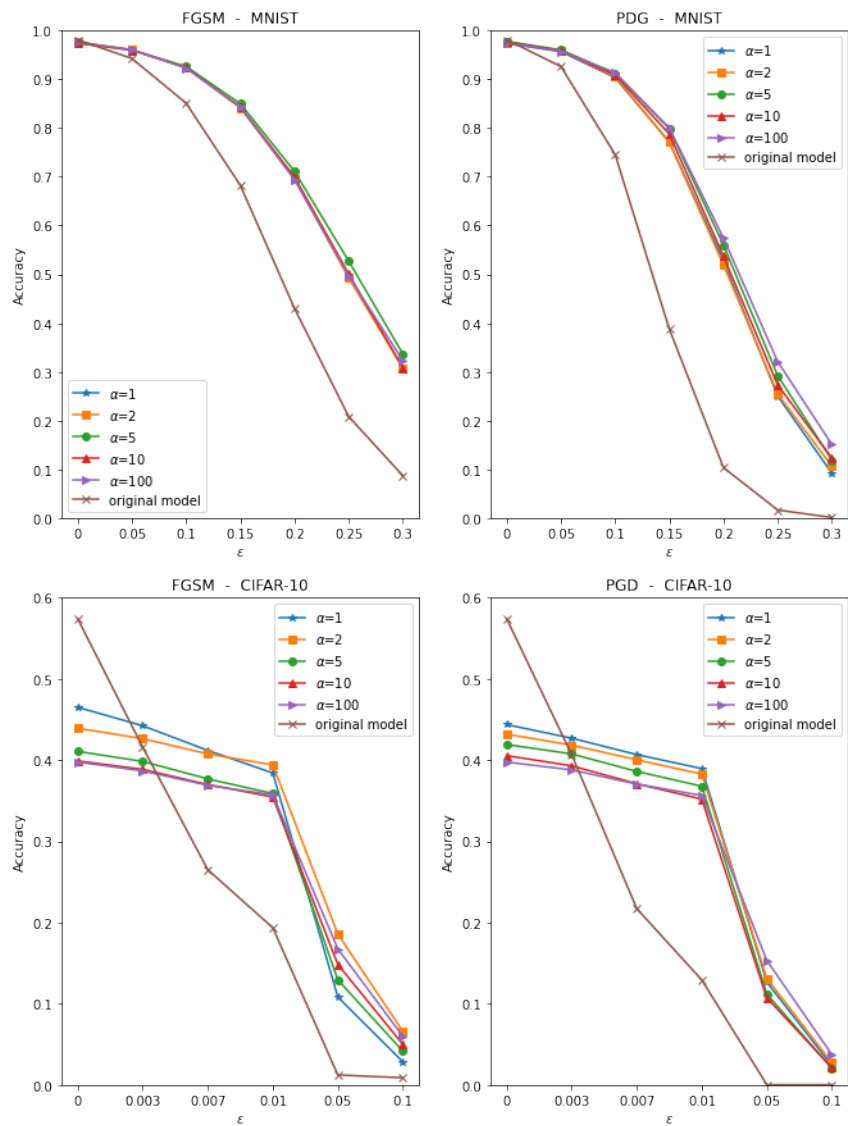 FGSM - MNIST
1.0
0.9
0.8
0.7
0.6
0.5
0.4
0.3
0.2
0.1
0.0
Accuracy
α=1
α=2
α=5
α=10
α=100
original model
0 0.05 0.1 0.15 0.2 0.25 0.3
ε
PDG - MNIST
1.0
0.9
0.8
0.7
0.6
0.5
0.4
0.3
0.2
0.1
0.0
Accuracy
α=1
α=2
α=5
α=10
α=100
original model
0 0.05 0.1 0.15 0.2 0.25 0.3
ε
FGSM - CIFAR-10
0.6
0.5
0.4
0.3
0.2
0.1
0.0
Accuracy
α=1
α=2
α=5
α=10
α=100
original model
0 0.003 0.007 0.01 0.05 0.1
ε
PGD - CIFAR-10
0.6
0.5
0.4
0.3
0.2
0.1
0.0
Accuracy
α=1
α=2
α=5
α=10
α=100
original model
0 0.003 0.007 0.01 0.05 0.1
ε